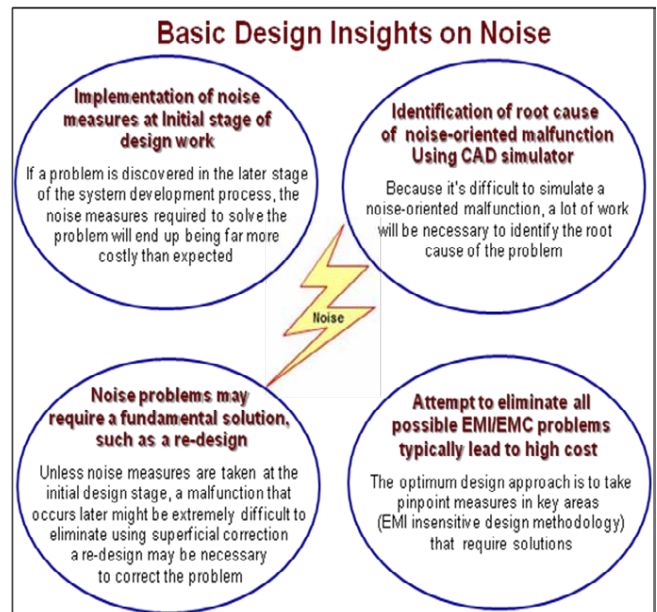 Basic Design Insights on Noise
Implementation of noise
measures at Initial stage of
design work
If a problem is discovered in the later stage
of the system development process, the
noise measures required to solve the
problem will end up being far more
costly than expected
Identification of root cause
of noise-oriented malfunction
Using CAD simulator
Because it's difficult to simulate a
noise-oriented malfunction, a lot of work
will be necessary to identify the root
cause of the problem
Noise
Noise problems may
require a fundamental solution,
such as a re-design
Unless noise measures are taken at the
initial design stage, a malfunction that
occurs later might be extremely difficult to
eliminate using superficial correction
a re-design may be necessary
to correct the problem
Attempt to eliminate all
possible EMI/EMC problems
typically lead to high cost
The optimum design approach is to take
pinpoint measures in key areas
(EMI insensitive design methodology)
that require solutions